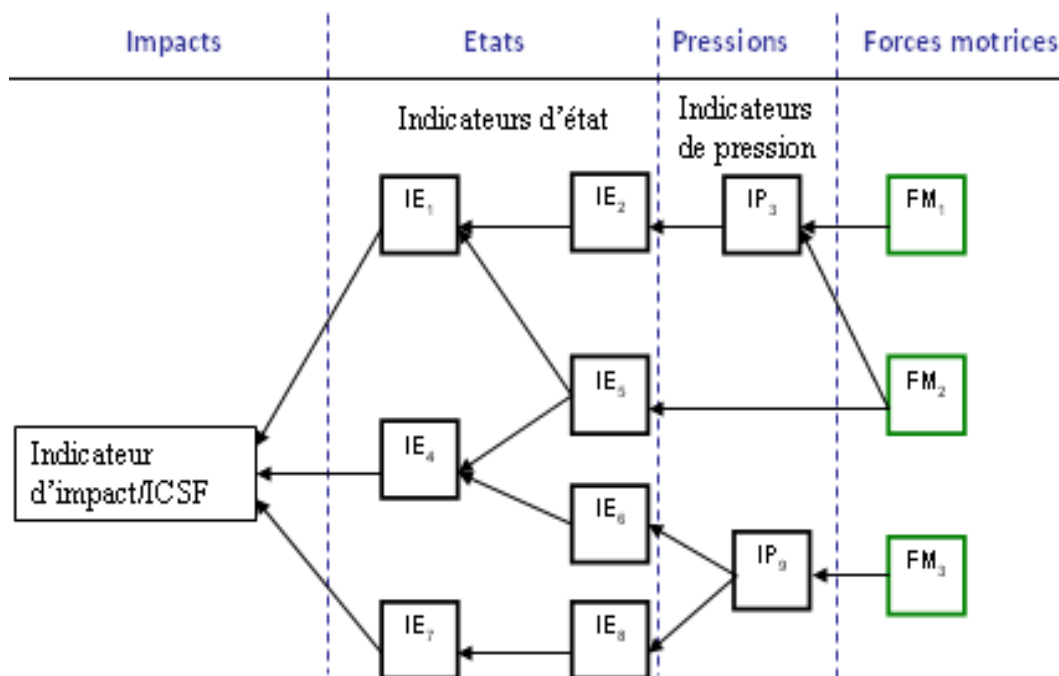 Impacts Etats Pressions Forces motrices
Indicateurs d'état
Indicateurs
de pression
IE₁ IE₂ IP₃ FM₁
IE₅ FM₂
Indicateur
d'impact/ICSF
IE₄
IE₆
IP₉ FM₃
IE₇ IE₈